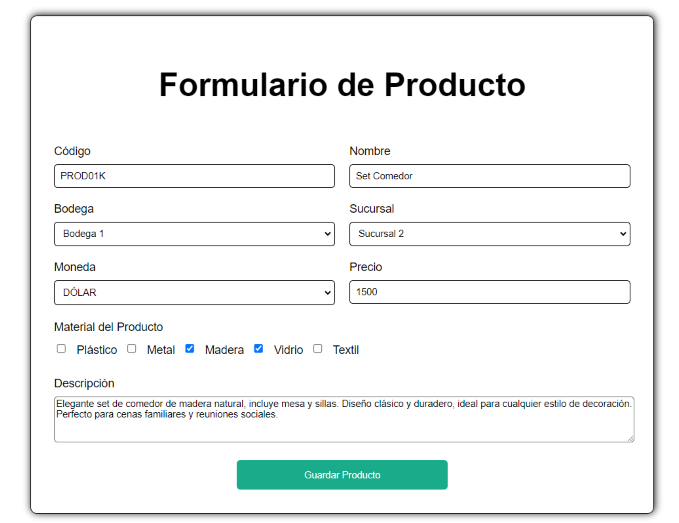 Formulario de Producto
Código
Nombre
PROD01K
Set Comedor
Bodega
Sucursal
Bodega 1
Sucursal 2
Moneda
Precio
DÓLAR
1500
Material del Producto
Plástico Metal Madera Vidrio Textil
Descripción
Elegante set de comedor de madera natural, incluye mesa y sillas. Diseño clásico y duradero, ideal para cualquier estilo de decoración.
Perfecto para cenas familiares y reuniones sociales.
Guardar Producto